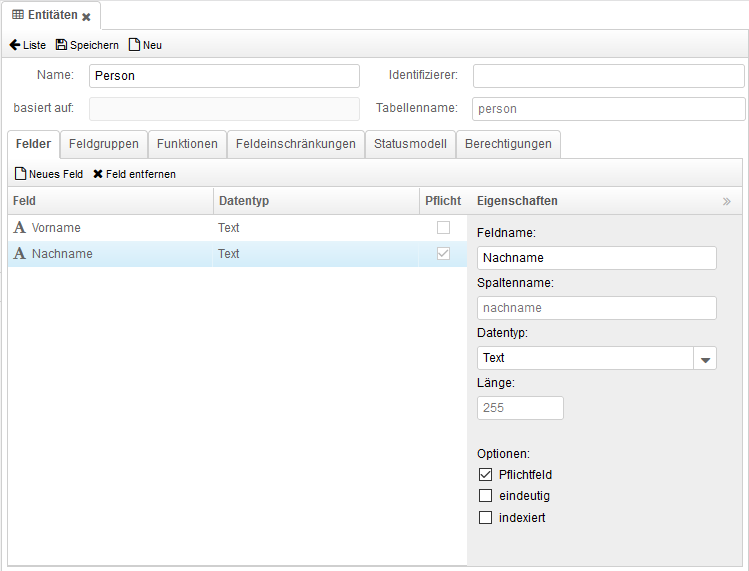 Entitäten
Liste Speichern Neu
Name: Person Identifizierer:
basiert auf: Tabellenname: person
Felder Feldgruppen Funktionen Feldeinschränkungen Statusmodell Berechtigungen
Neues Feld Feld entfernen
Feld Datentyp Pflicht Eigenschaften »
Vorname Text
Nachname Text
Feldname:
Nachname
Spaltenname:
nachname
Datentyp:
Text
Länge:
255
Optionen:
Pflichtfeld
eindeutig
indexiert